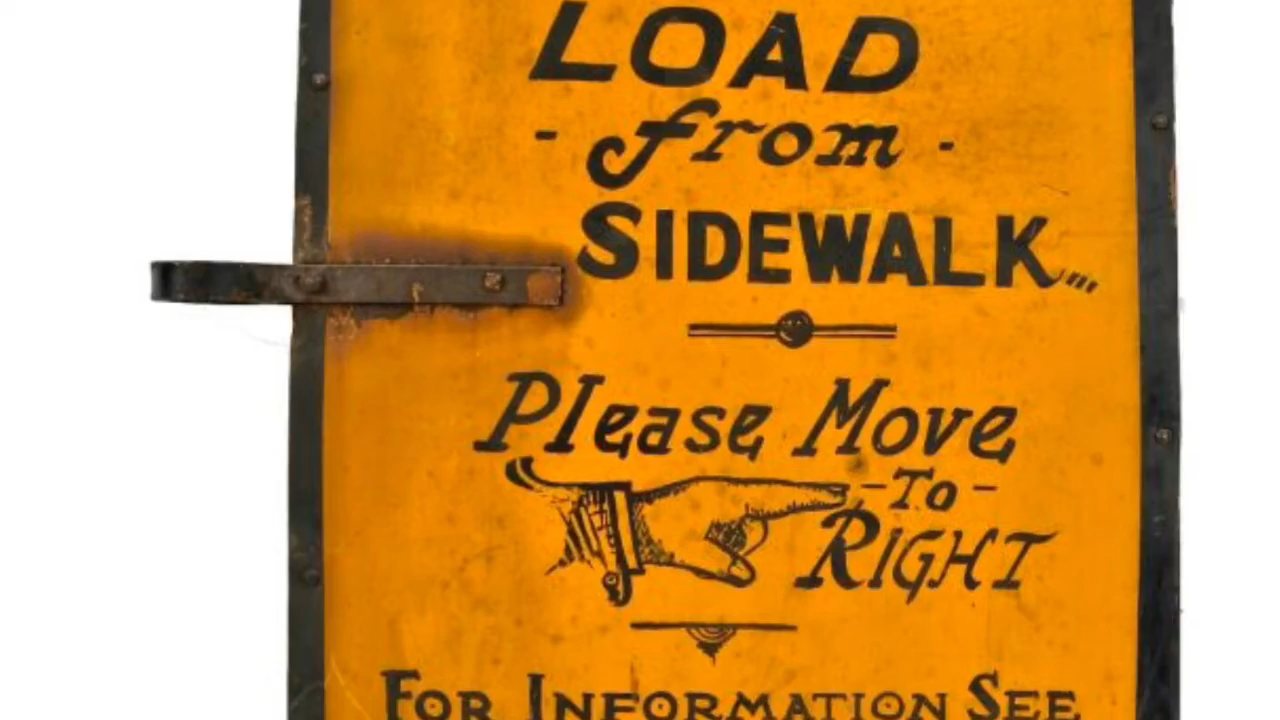 LOAD
- from -
SIDEWALK...
Please Move
- To -
RIGHT
FOR INFORMATION SEE